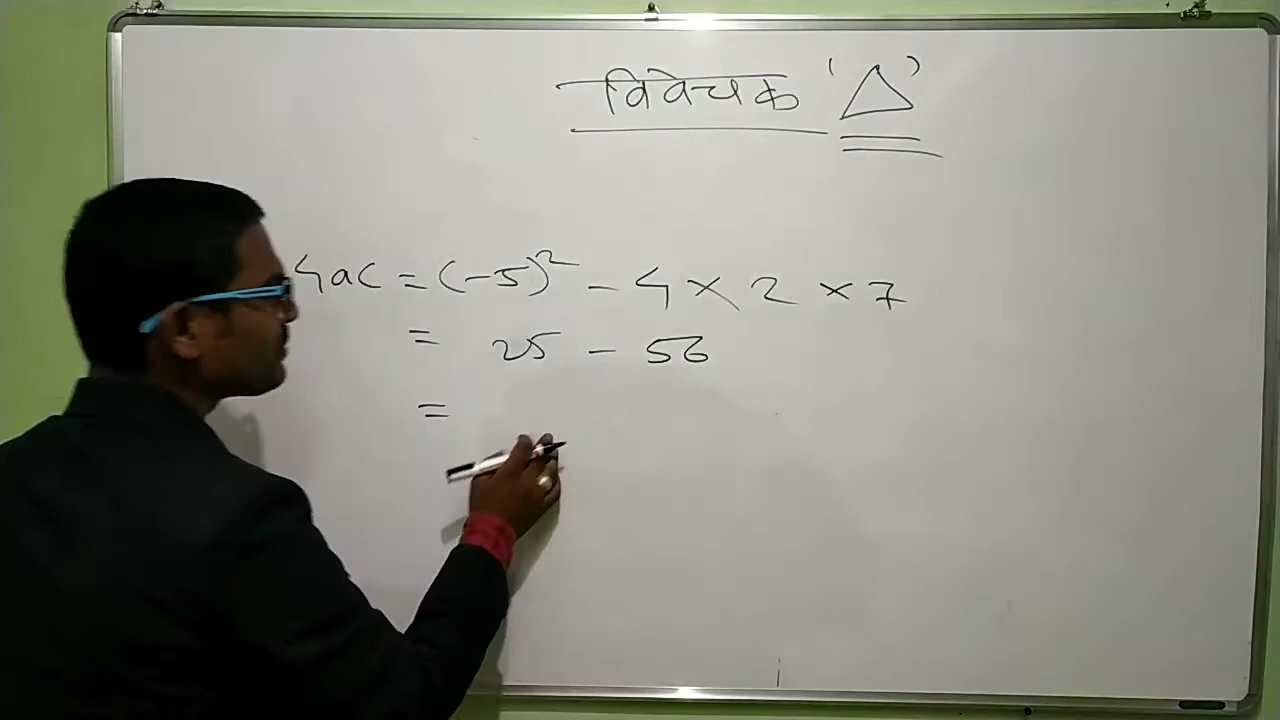 विवेचक '△'
4ac = (-5)² - 4 × 2 × 7
= 25 - 56
=